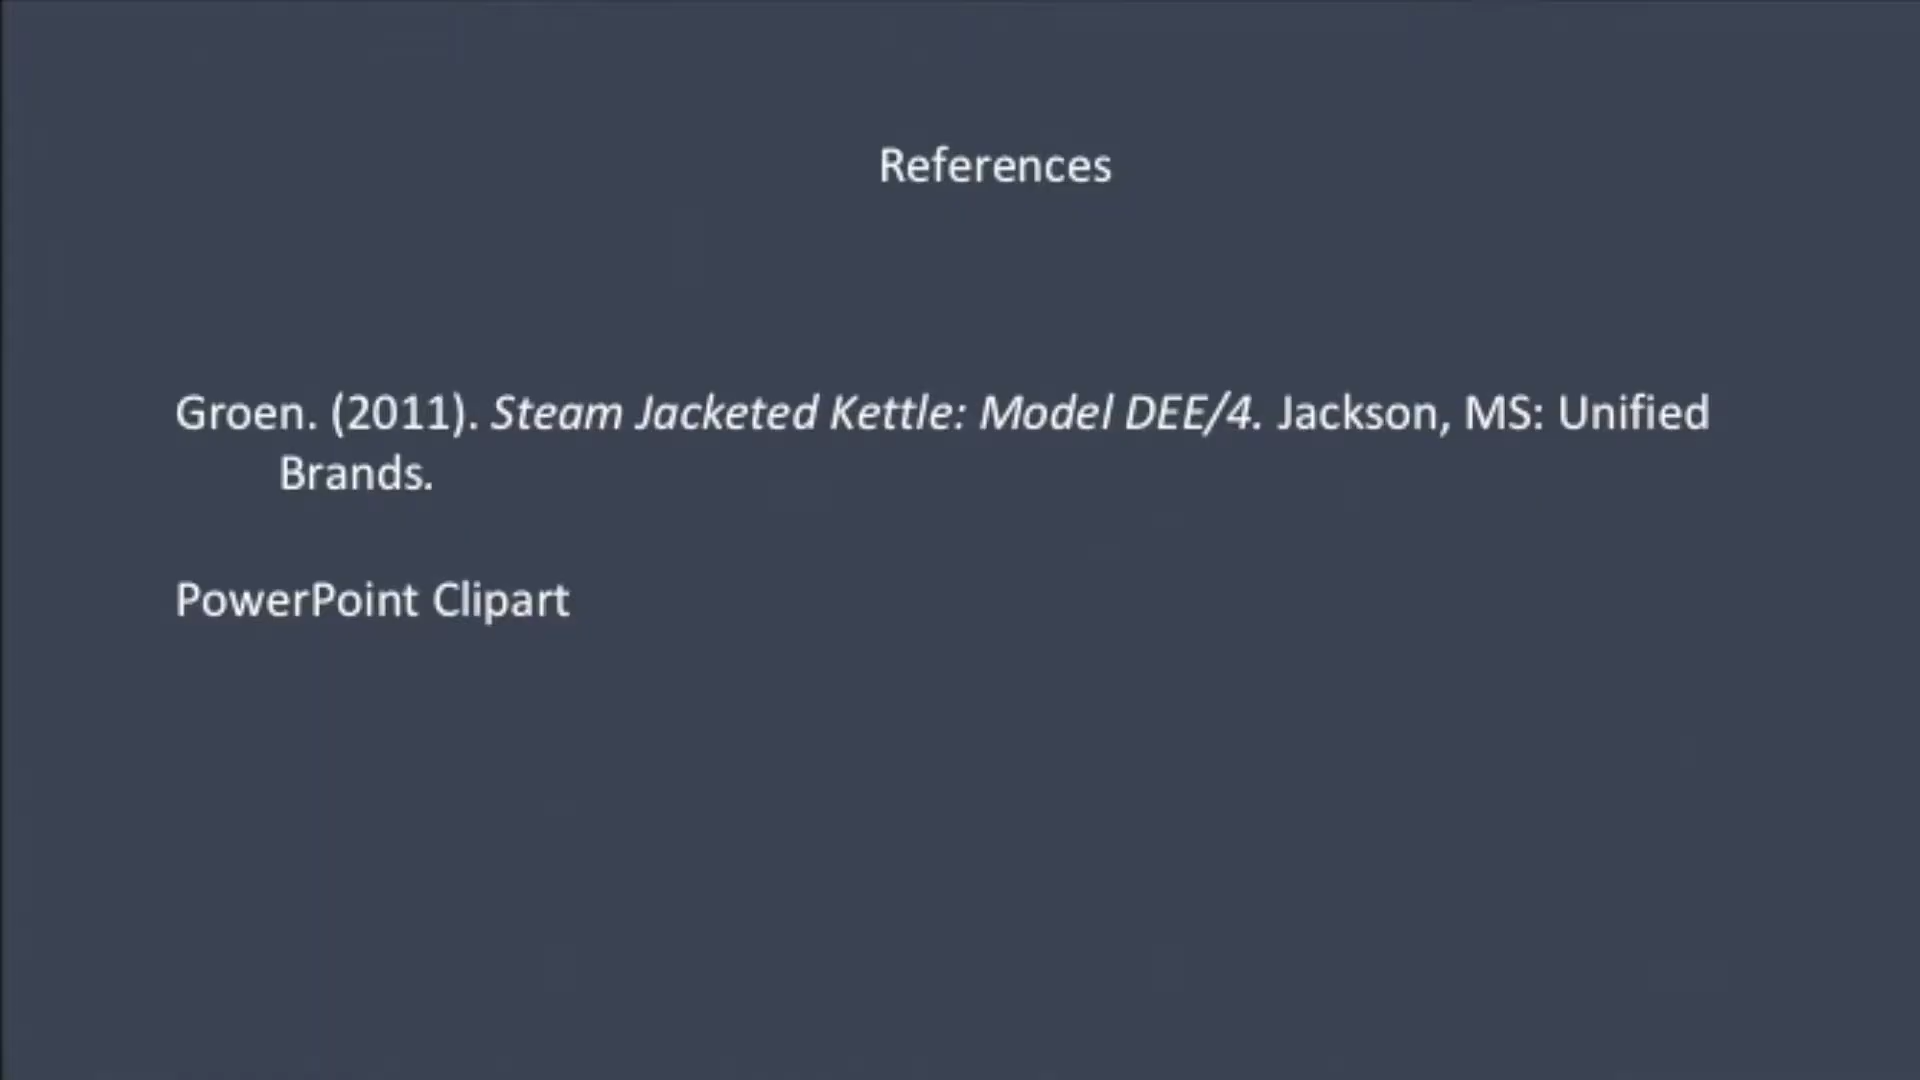 References
Groen. (2011). Steam Jacketed Kettle: Model DEE/4. Jackson, MS: Unified
Brands.
PowerPoint Clipart